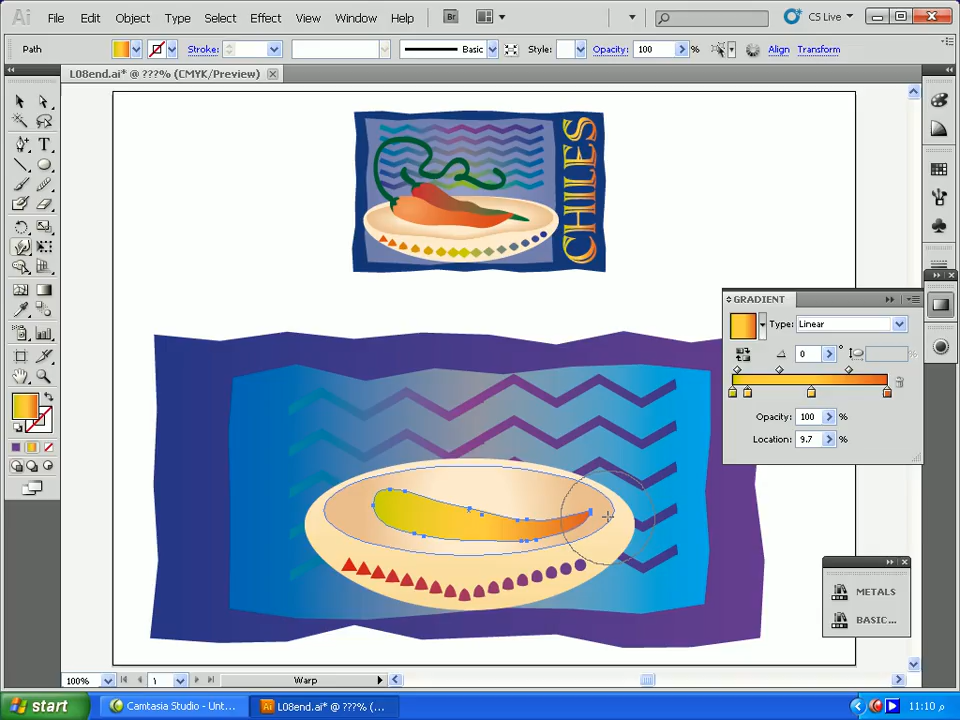 Ai File Edit Object Type Select Effect View Window Help Br CS Live
Path Stroke: Basic Style: Opacity: 100 % Align Transform
L08end.ai* @ ???% (CMYK/Preview)
CHILES
GRADIENT
Type: Linear
0 °
%
Opacity: 100 %
Location: 9.7 %
METALS
BASIC...
100% ١ Warp
start Camtasia Studio - Unt... Ai L08end.ai* @ ???% (... 11:10 م